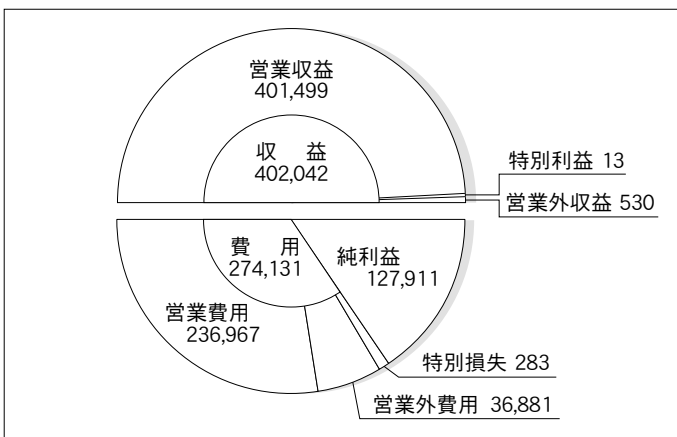 営業収益
401,499
収　益
402,042
特別利益 13
営業外収益 530
費　用
274,131
純利益
127,911
営業費用
236,967
特別損失 283
営業外費用 36,881